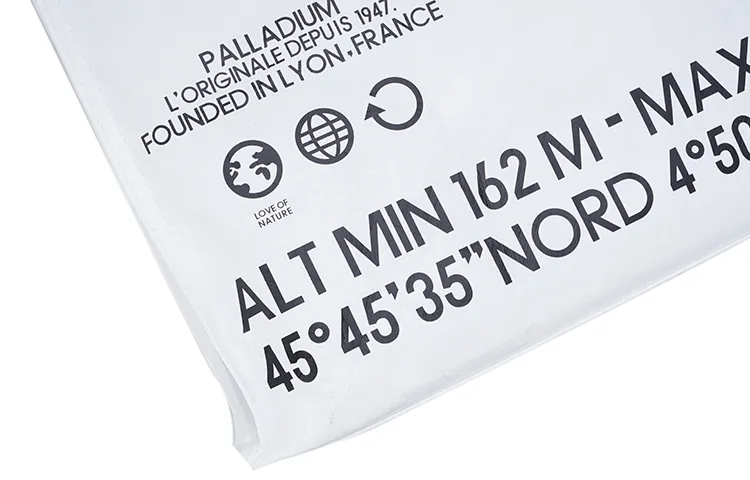 PALLADIUM
L'ORIGINALE DEPUIS 1947.
FOUNDED IN LYON, FRANCE
LOVE OF
NATURE
ALT MIN 162 M - MAX
45°45'35"NORD 4°50